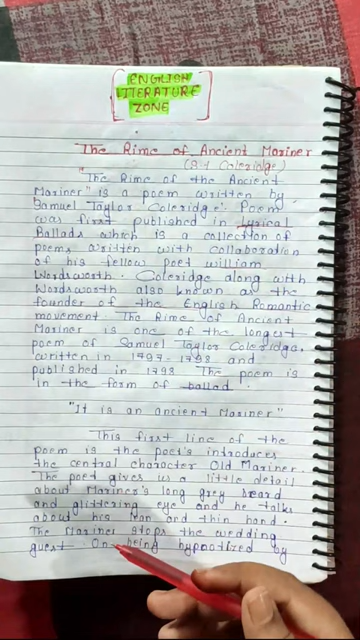 ENGLISH
LITERATURE
ZONE
The Rime of Ancient Mariner
(S.T Coleridge)
"The Rime of the Ancient
Mariner" is a poem written by
Samuel Taylor Coleridge. Poem
was first published in Lyrical
Ballads which is a collection of
poems written with collaboration
of his fellow poet william
Wordsworth. Coleridge along with
Wordsworth also known as the
founder of the English Romantic
movement. The Rime of Ancient
Mariner is one of the longest
poem of Samuel Taylor Coleridge.
written in 1797-1798 and
published in 1798 The poem is
in the form of ballad.
"It is an ancient Mariner"
This first line of the
poem is the poet's introduces
the central character Old Mariner.
The poet gives us a little detail
about Mariner's long grey beard
and glittering eye and he talks
about his lean and thin hand.
The Mariner stops the wedding
guest On being hypnotized by